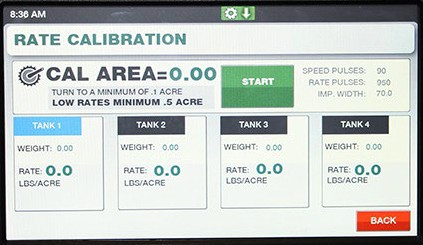 8:36 AM
RATE CALIBRATION
CAL AREA=0.00
TURN TO A MINIMUM OF .1 ACRE
LOW RATES MINIMUM .5 ACRE
START
SPEED PULSES: 90
RATE PULSES: 950
IMP. WIDTH: 70.0
TANK 1
WEIGHT: 0.00
RATE: 0.0
LBS/ACRE
TANK 2
WEIGHT: 0.00
RATE: 0.0
LBS/ACRE
TANK 3
WEIGHT: 0.00
RATE: 0.0
LBS/ACRE
TANK 4
WEIGHT: 0.00
RATE: 0.0
LBS/ACRE
BACK